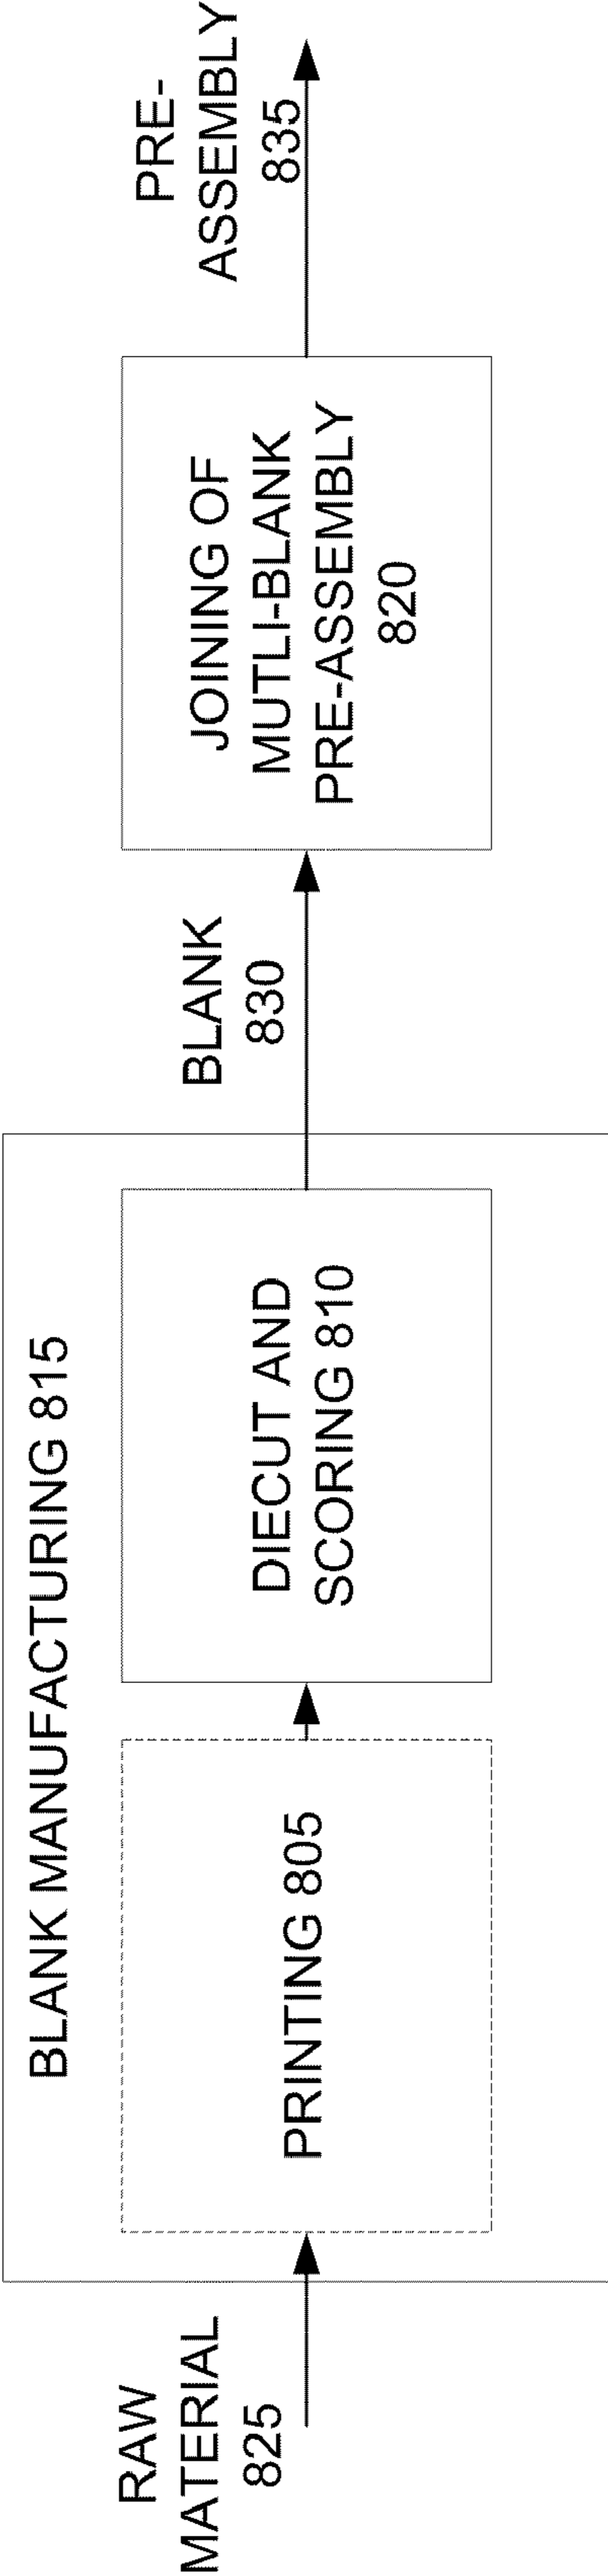 BLANK MANUFACTURING 815
RAW
MATERIAL
825
PRINTING 805
DIECUT AND
SCORING 810
BLANK
830
JOINING OF
MUTLI-BLANK
PRE-ASSEMBLY
820
PRE-
ASSEMBLY
835